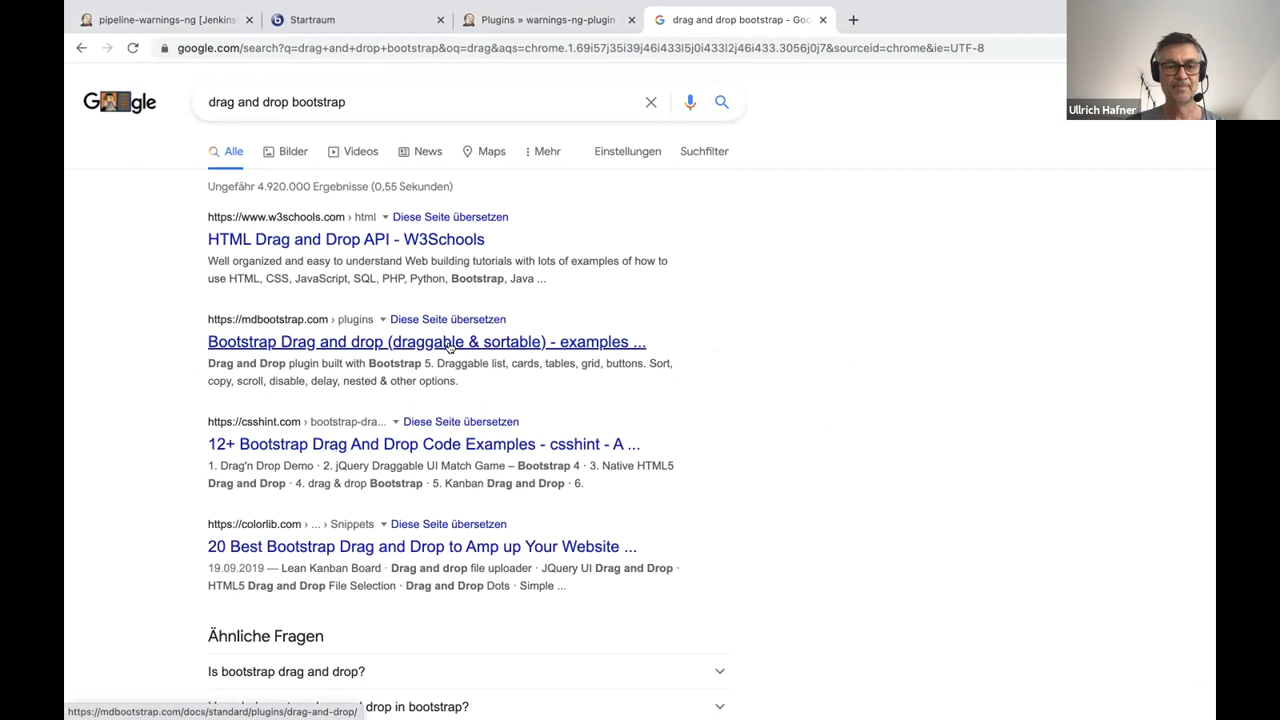 pipeline-warnings-ng [Jenkins
Startraum
Plugins » warnings-ng-plugin
drag and drop bootstrap - Goo
google.com/search?q=drag+and+drop+bootstrap&oq=drag&aqs=chrome.1.69i57j35i39j46i433l5j0i433l2j46i433.3056j0j7&sourceid=chrome&ie=UTF-8
Ullrich Hafner
Google
drag and drop bootstrap
Alle Bilder Videos News Maps Mehr Einstellungen Suchfilter
Ungefähr 4.920.000 Ergebnisse (0,55 Sekunden)
https://www.w3schools.com › html Diese Seite übersetzen
HTML Drag and Drop API - W3Schools
Well organized and easy to understand Web building tutorials with lots of examples of how to
use HTML, CSS, JavaScript, SQL, PHP, Python, Bootstrap, Java ...
https://mdbootstrap.com › plugins Diese Seite übersetzen
Bootstrap Drag and drop (draggable & sortable) - examples ...
Drag and Drop plugin built with Bootstrap 5. Draggable list, cards, tables, grid, buttons. Sort,
copy, scroll, disable, delay, nested & other options.
https://csshint.com › bootstrap-dra... Diese Seite übersetzen
12+ Bootstrap Drag And Drop Code Examples - csshint - A ...
1. Drag'n Drop Demo · 2. jQuery Draggable UI Match Game – Bootstrap 4 · 3. Native HTML5
Drag and Drop · 4. drag & drop Bootstrap · 5. Kanban Drag and Drop · 6.
https://colorlib.com › ... › Snippets Diese Seite übersetzen
20 Best Bootstrap Drag and Drop to Amp up Your Website ...
19.09.2019 — Lean Kanban Board · Drag and drop file uploader · JQuery UI Drag and Drop ·
HTML5 Drag and Drop File Selection · Drag and Drop Dots · Simple ...
Ähnliche Fragen
Is bootstrap drag and drop?
drop in bootstrap?
https://mdbootstrap.com/docs/standard/plugins/drag-and-drop/